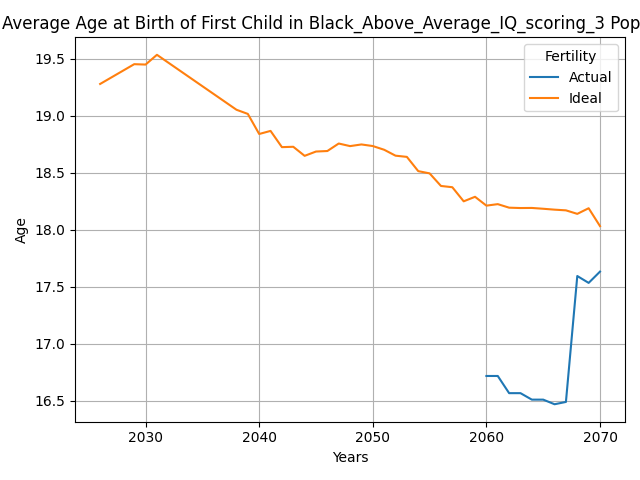 Average Age at Birth of First Child in Black_Above_Average_IQ_scoring_3 Pop
Fertility
Actual
Ideal
19.5
19.0
18.5
18.0
17.5
17.0
16.5
Age
2030 2040 2050 2060 2070
Years